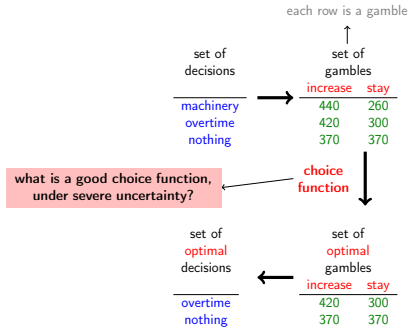 each row is a gamble
set of
decisions
set of
gambles
increase stay
machinery 440 260
overtime 420 300
nothing 370 370
what is a good choice function,
under severe uncertainty?
choice
function
set of
optimal
decisions
set of
optimal
gambles
increase stay
overtime 420 300
nothing 370 370